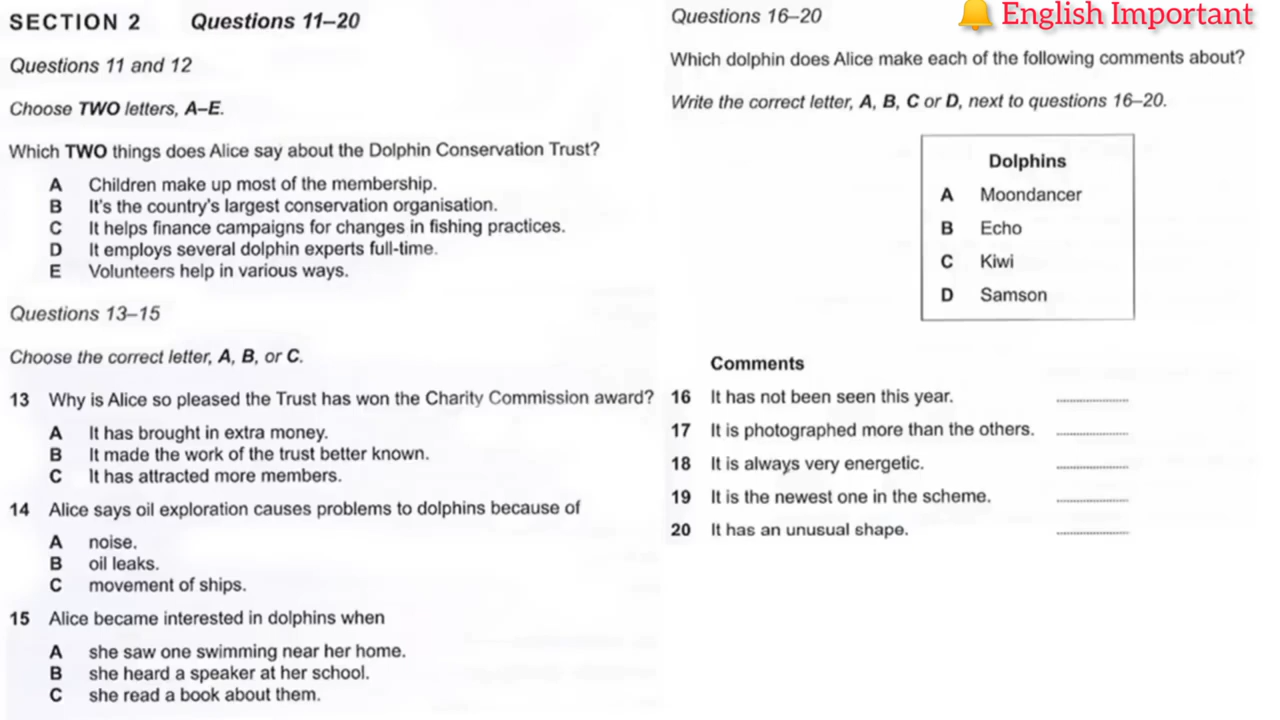 SECTION 2 Questions 11–20
Questions 11 and 12
Choose TWO letters, A–E.
Which TWO things does Alice say about the Dolphin Conservation Trust?
A Children make up most of the membership.
B It's the country's largest conservation organisation.
C It helps finance campaigns for changes in fishing practices.
D It employs several dolphin experts full-time.
E Volunteers help in various ways.
Questions 13–15
Choose the correct letter, A, B, or C.
13 Why is Alice so pleased the Trust has won the Charity Commission award?
A It has brought in extra money.
B It made the work of the trust better known.
C It has attracted more members.
14 Alice says oil exploration causes problems to dolphins because of
A noise.
B oil leaks.
C movement of ships.
15 Alice became interested in dolphins when
A she saw one swimming near her home.
B she heard a speaker at her school.
C she read a book about them.
English Important
Questions 16–20
Which dolphin does Alice make each of the following comments about?
Write the correct letter, A, B, C or D, next to questions 16–20.
Dolphins
A Moondancer
B Echo
C Kiwi
D Samson
Comments
16 It has not been seen this year. ....................
17 It is photographed more than the others. ....................
18 It is always very energetic. ....................
19 It is the newest one in the scheme. ....................
20 It has an unusual shape. ....................